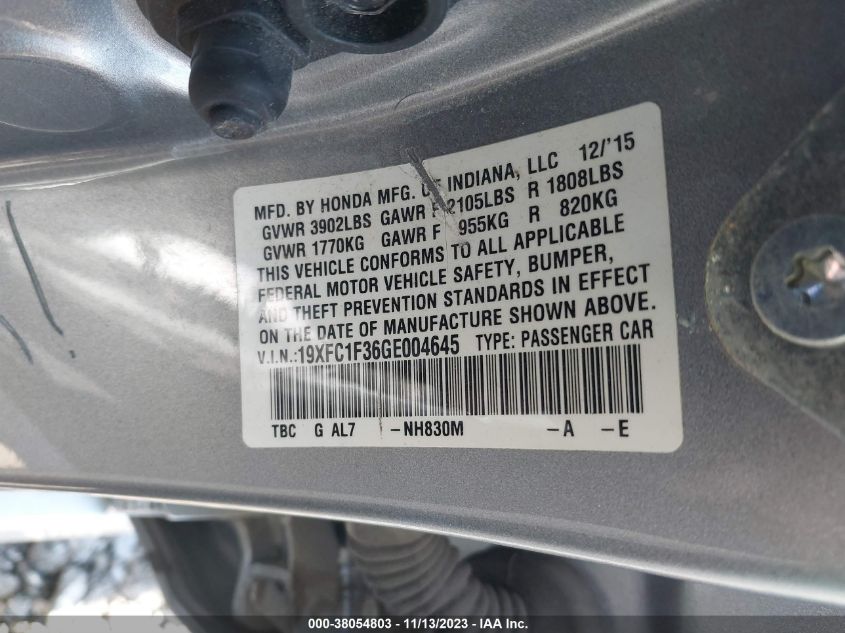 MFD. BY HONDA MFG. OF INDIANA, LLC 12/'15
GVWR 3902LBS GAWR F 2105LBS R 1808LBS
GVWR 1770KG GAWR F 955KG R 820KG
THIS VEHICLE CONFORMS TO ALL APPLICABLE
FEDERAL MOTOR VEHICLE SAFETY, BUMPER,
AND THEFT PREVENTION STANDARDS IN EFFECT
ON THE DATE OF MANUFACTURE SHOWN ABOVE.
V.I.N.:19XFC1F36GE004645 TYPE: PASSENGER CAR
TBC G AL7 -NH830M -A -E
000-38054803 - 11/13/2023 - IAAI.COM